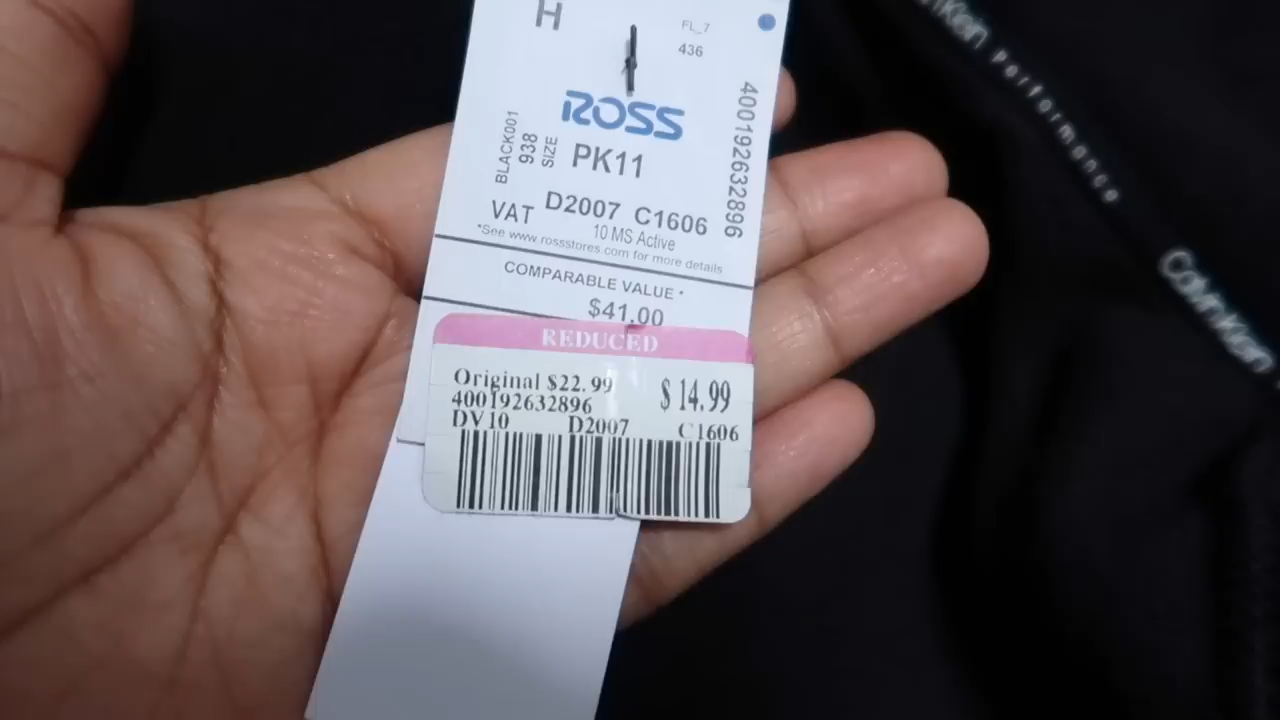 H
FL_7
436
ROSS
BLACK001
938
SIZE
PK11
400192632896
D2007 C1606
VAT
10 MS Active
*See www.rossstores.com for more details
COMPARABLE VALUE *
$41.00
REDUCED
Original $22.99
$14.99
400192632896
DV10 D2007 C1606
Performance
Calvin Klein